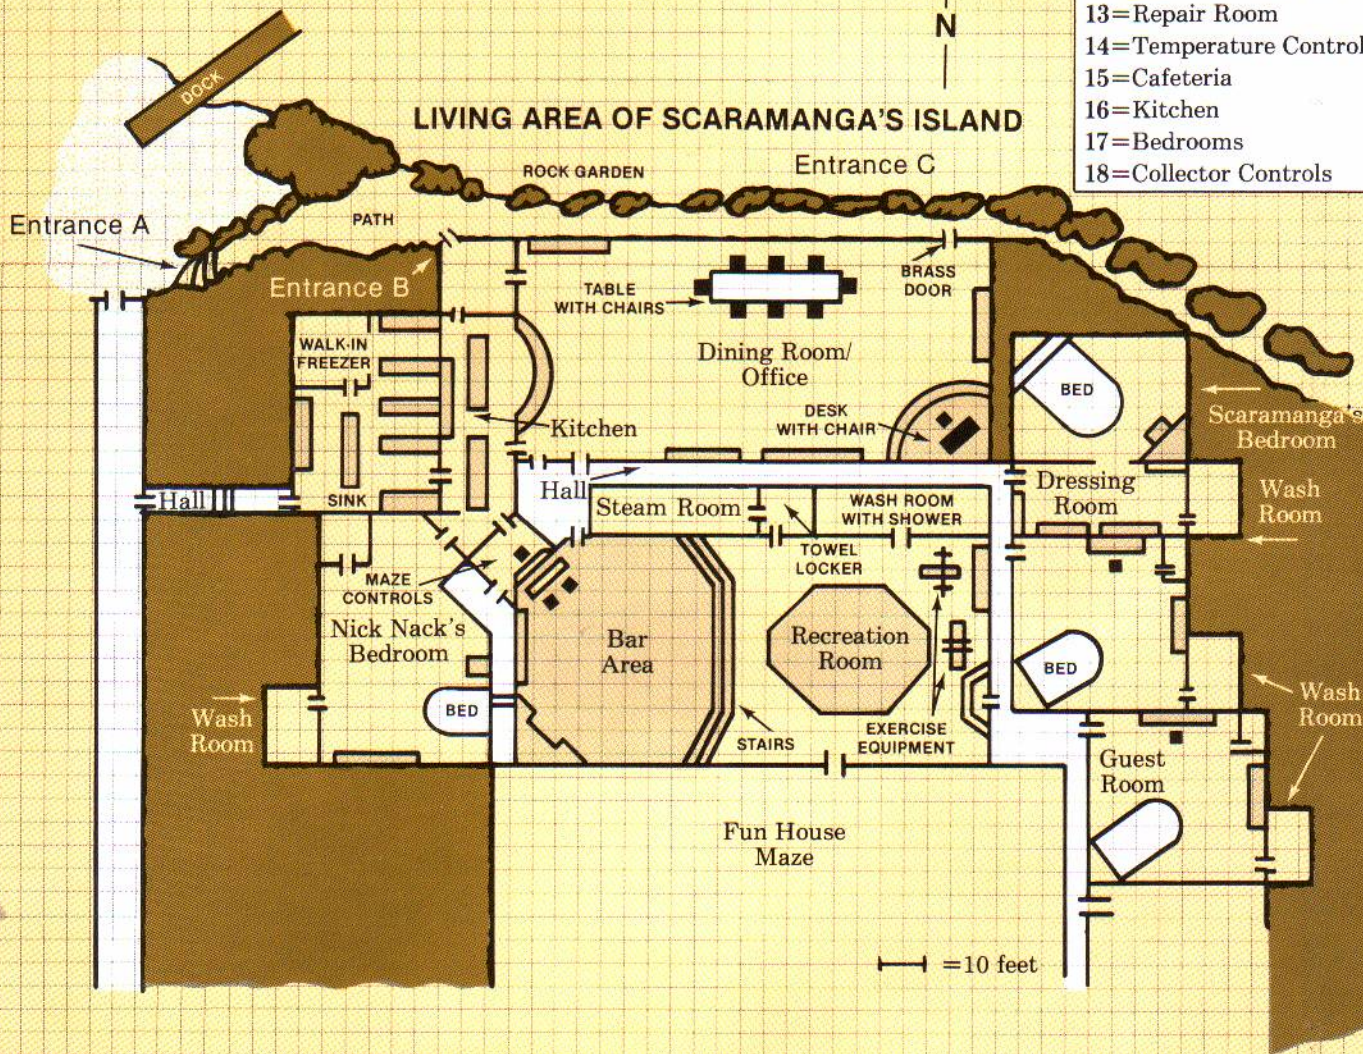 13=Repair Room
14=Temperature Control
15=Cafeteria
16=Kitchen
17=Bedrooms
18=Collector Controls
N
DOCK
LIVING AREA OF SCARAMANGA'S ISLAND
ROCK GARDEN
Entrance C
PATH
Entrance A
Entrance B
BRASS
DOOR
TABLE
WITH CHAIRS
WALK-IN
FREEZER
Dining Room/
Office
BED
DESK
WITH CHAIR
Scaramanga's
Bedroom
Kitchen
Hall
SINK
Hall
Steam Room
WASH ROOM
WITH SHOWER
Dressing
Room
Wash
Room
TOWEL
LOCKER
MAZE
CONTROLS
Nick Nack's
Bedroom
Bar
Area
Recreation
Room
BED
Wash
Room
BED
Wash
Room
STAIRS
EXERCISE
EQUIPMENT
Guest
Room
Fun House
Maze
=10 feet